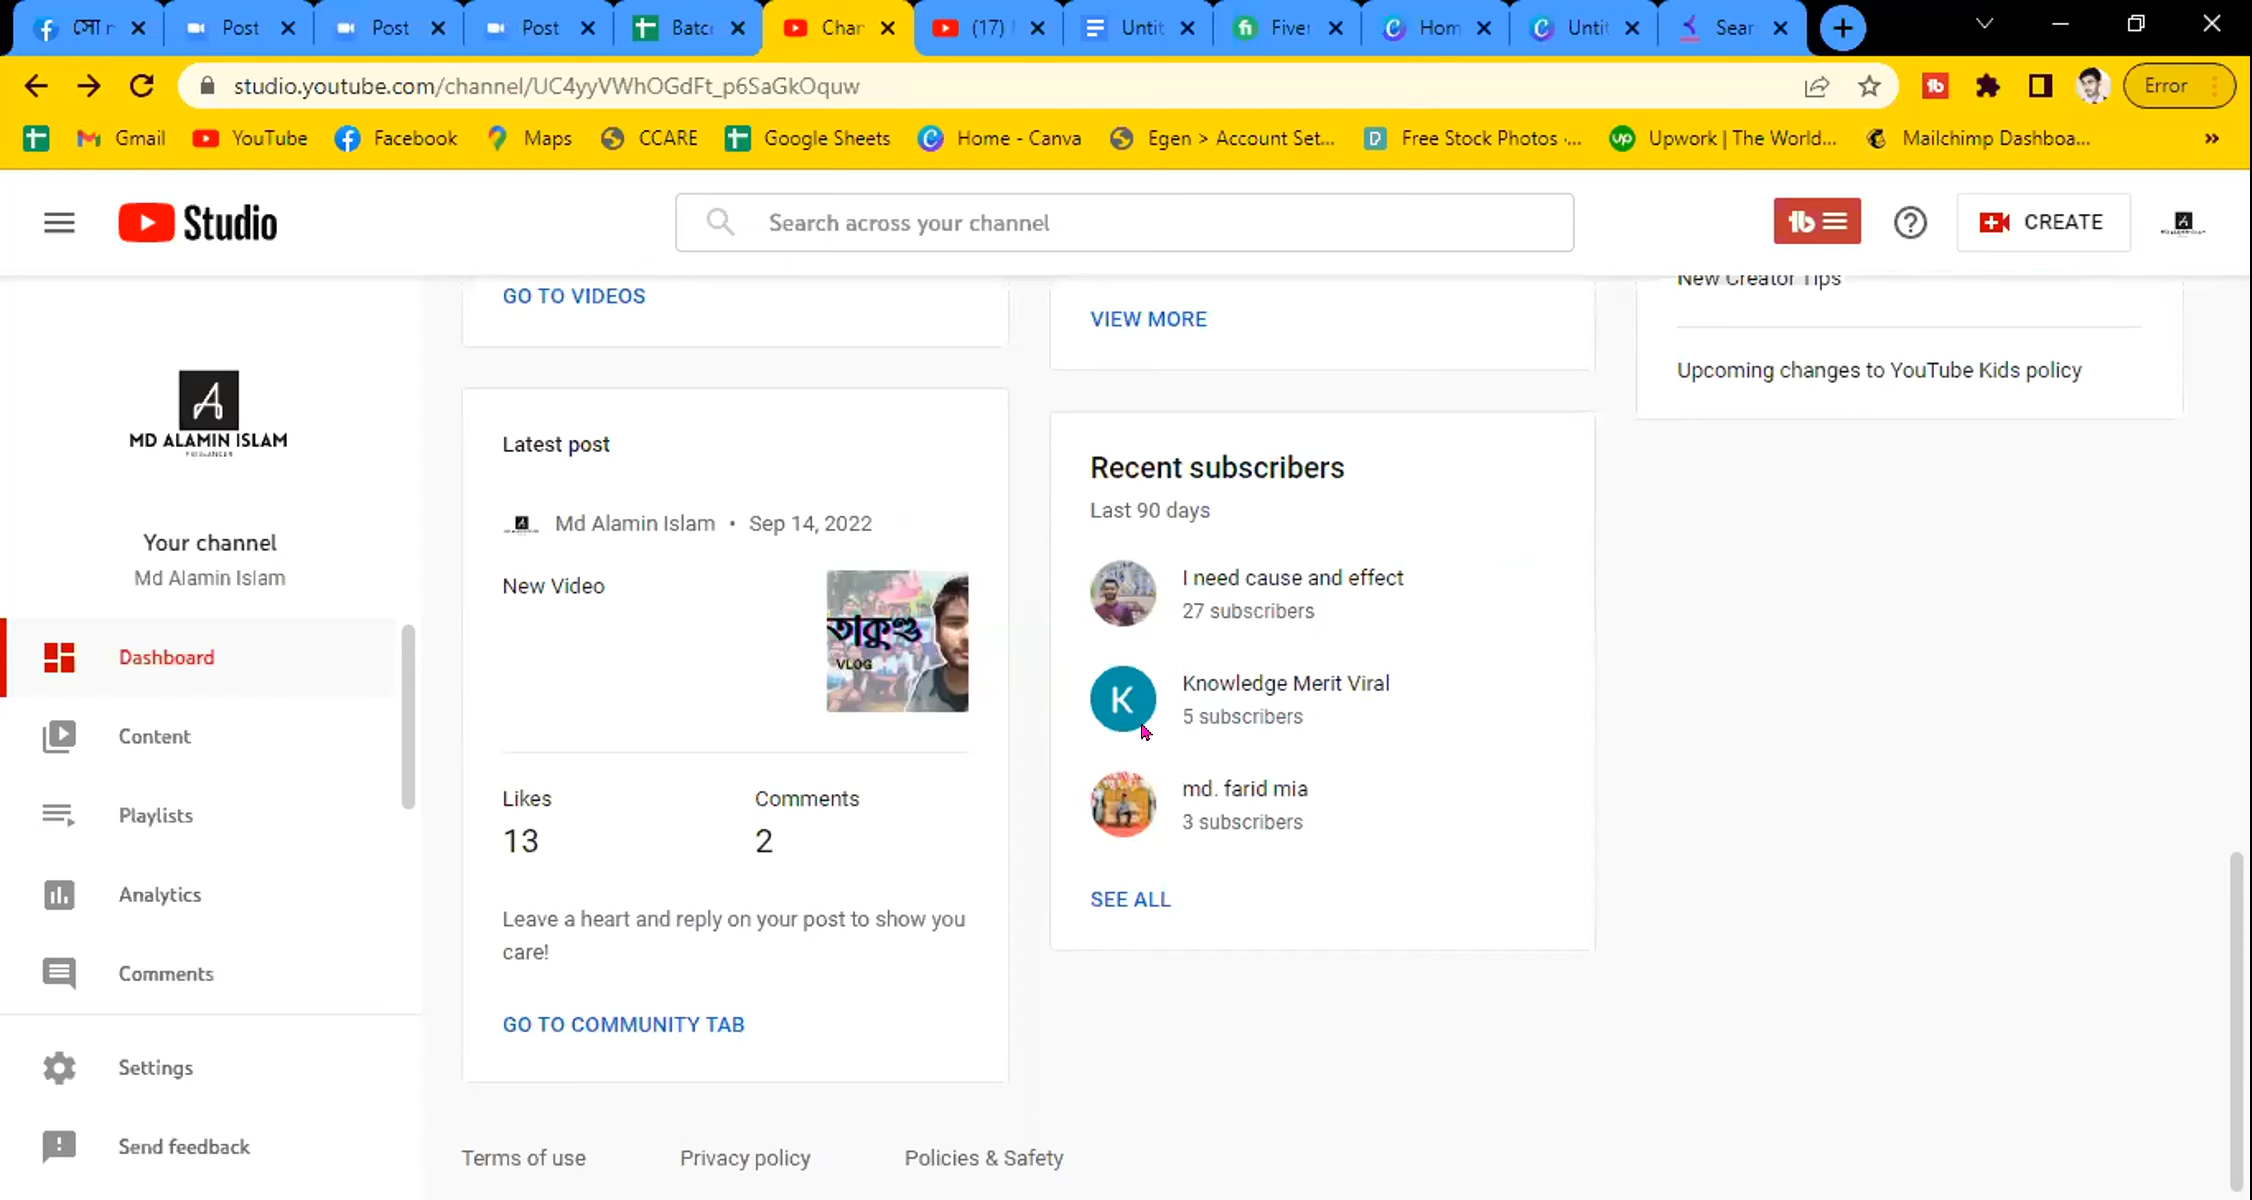 সো r
Post
Post
Post
Batc
Char
(17)
Untit
Fiver
Hom
Untit
Sear
studio.youtube.com/channel/UC4yyVWhOGdFt_p6SaGkOquw
Error
Gmail
YouTube
Facebook
Maps
CCARE
Google Sheets
Home - Canva
Egen > Account Set...
Free Stock Photos ·...
Upwork | The World...
Mailchimp Dashboa...
»
Studio
Search across your channel
CREATE
GO TO VIDEOS
VIEW MORE
New Creator Tips
Upcoming changes to YouTube Kids policy
MD ALAMIN ISLAM
FREELANCER
Your channel
Md Alamin Islam
Dashboard
Content
Playlists
Analytics
Comments
Settings
Send feedback
Latest post
Md Alamin Islam • Sep 14, 2022
New Video
তাকুণ্ড
VLOG
Likes
Comments
13
2
Leave a heart and reply on your post to show you
care!
GO TO COMMUNITY TAB
Recent subscribers
Last 90 days
I need cause and effect
27 subscribers
K
Knowledge Merit Viral
5 subscribers
md. farid mia
3 subscribers
SEE ALL
Terms of use
Privacy policy
Policies & Safety